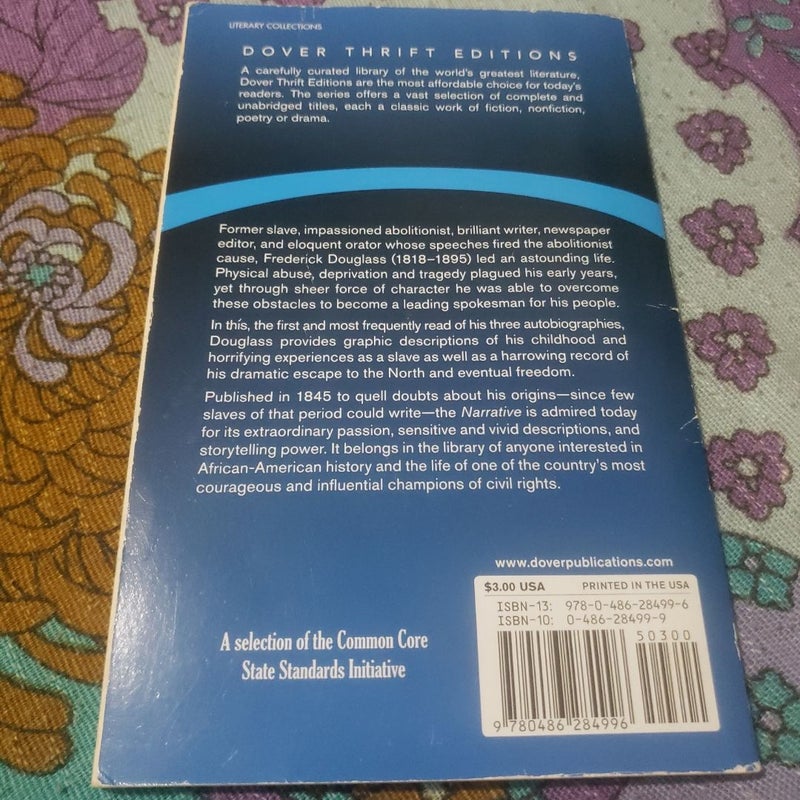 LITERARY COLLECTIONS
DOVER THRIFT EDITIONS
A carefully curated library of the world's greatest literature,
Dover Thrift Editions are the most affordable choice for today's
readers. The series offers a vast selection of complete and
unabridged titles, each a classic work of fiction, nonfiction,
poetry or drama.
Former slave, impassioned abolitionist, brilliant writer, newspaper
editor, and eloquent orator whose speeches fired the abolitionist
cause, Frederick Douglass (1818–1895) led an astounding life.
Physical abuse, deprivation and tragedy plagued his early years,
yet through sheer force of character he was able to overcome
these obstacles to become a leading spokesman for his people.
In this, the first and most frequently read of his three autobiographies,
Douglass provides graphic descriptions of his childhood and
horrifying experiences as a slave as well as a harrowing record of
his dramatic escape to the North and eventual freedom.
Published in 1845 to quell doubts about his origins—since few
slaves of that period could write—the Narrative is admired today
for its extraordinary passion, sensitive and vivid descriptions, and
storytelling power. It belongs in the library of anyone interested in
African-American history and the life of one of the country's most
courageous and influential champions of civil rights.
www.doverpublications.com
$3.00 USA PRINTED IN THE USA
ISBN-13: 978-0-486-28499-6
ISBN-10: 0-486-28499-9
50300
9 780486 284996
A selection of the Common Core
State Standards Initiative